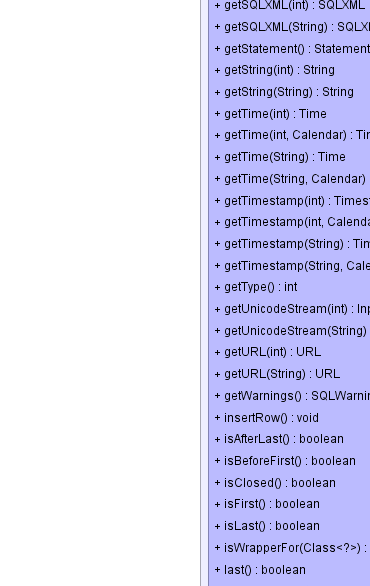 + getSQLXML(int) : SQLXML
+ getSQLXML(String) : SQLX
+ getStatement() : Statement
+ getString(int) : String
+ getString(String) : String
+ getTime(int) : Time
+ getTime(int, Calendar) : Ti
+ getTime(String) : Time
+ getTime(String, Calendar)
+ getTimestamp(int) : Times
+ getTimestamp(int, Calenda
+ getTimestamp(String) : Tim
+ getTimestamp(String, Cale
+ getType() : int
+ getUnicodeStream(int) : Inp
+ getUnicodeStream(String)
+ getURL(int) : URL
+ getURL(String) : URL
+ getWarnings() : SQLWarni
+ insertRow() : void
+ isAfterLast() : boolean
+ isBeforeFirst() : boolean
+ isClosed() : boolean
+ isFirst() : boolean
+ isLast() : boolean
+ isWrapperFor(Class<?>) :
+ last() : boolean